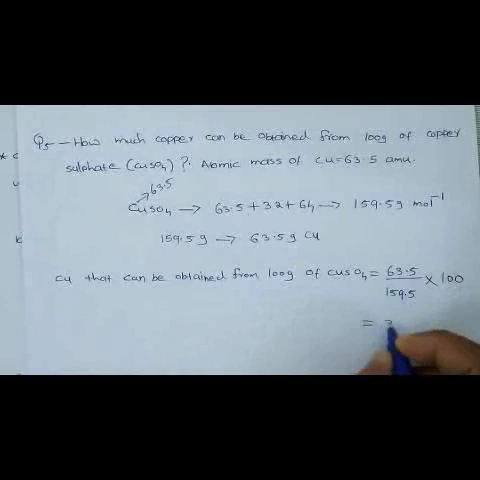 Q5 - How much copper can be obtained from 100g of copper
sulphate (CuSO4) ?. Atomic mass of Cu = 63.5 amu.
63.5
CuSO4 → 63.5 + 32 + 64 → 159.5 g mol⁻¹
159.5 g → 63.5 g Cu
Cu that can be obtained from 100g of CuSO4 = 63.5/159.5 × 100
=